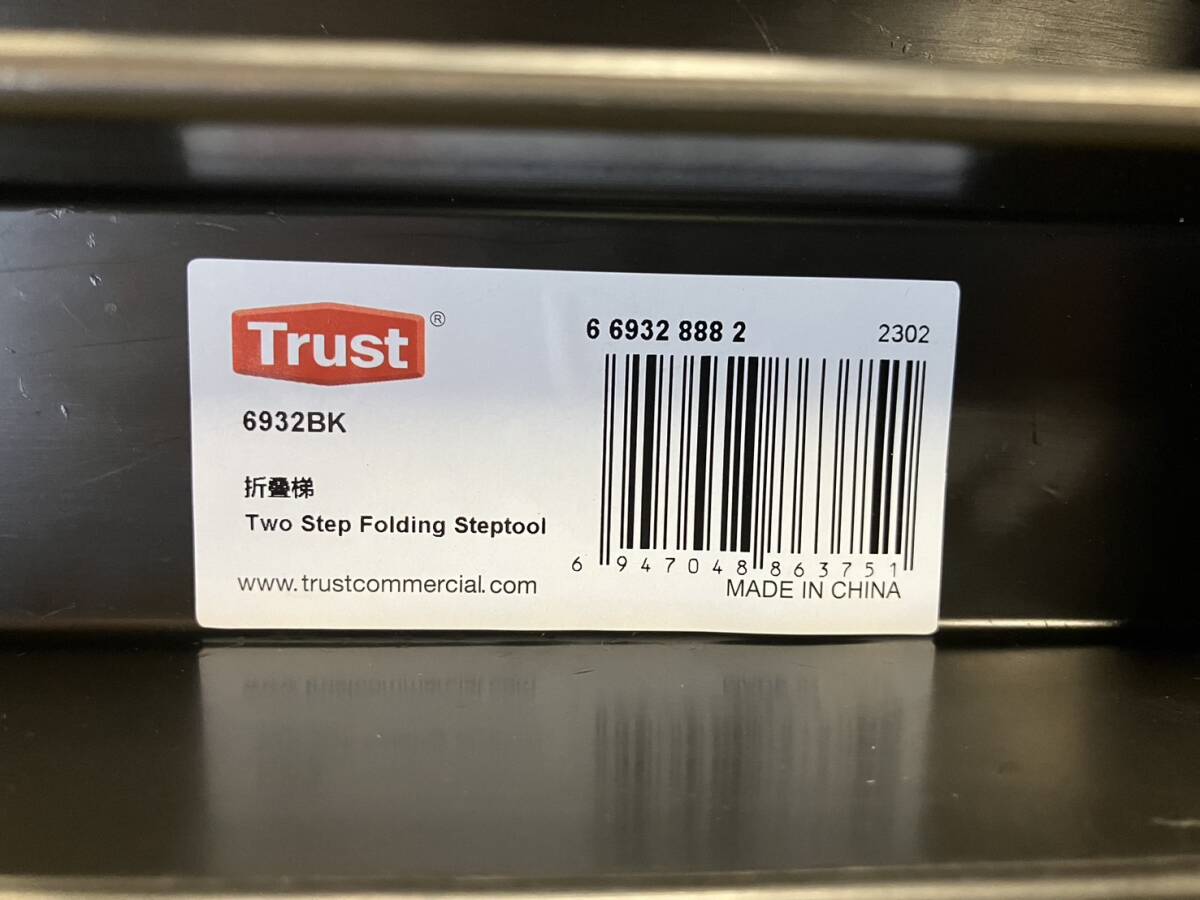 Trust®
6932BK
折叠梯
Two Step Folding Steptool
www.trustcommercial.com
6 6932 888 2
2302
6 947048 863751
MADE IN CHINA